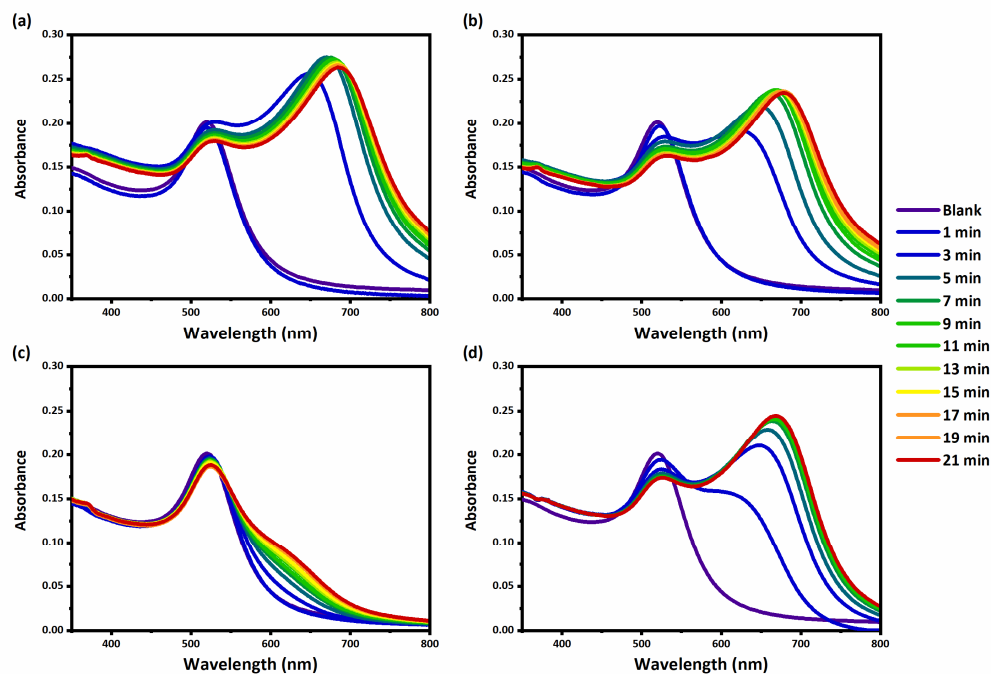 (a)
0.30
0.25
0.20
0.15
0.10
0.05
0.00
Absorbance
400 500 600 700 800
Wavelength (nm)
(b)
0.30
0.25
0.20
0.15
0.10
0.05
0.00
Absorbance
400 500 600 700 800
Wavelength (nm)
(c)
0.30
0.25
0.20
0.15
0.10
0.05
0.00
Absorbance
400 500 600 700 800
Wavelength (nm)
(d)
0.30
0.25
0.20
0.15
0.10
0.05
0.00
Absorbance
400 500 600 700 800
Wavelength (nm)
Blank
1 min
3 min
5 min
7 min
9 min
11 min
13 min
15 min
17 min
19 min
21 min